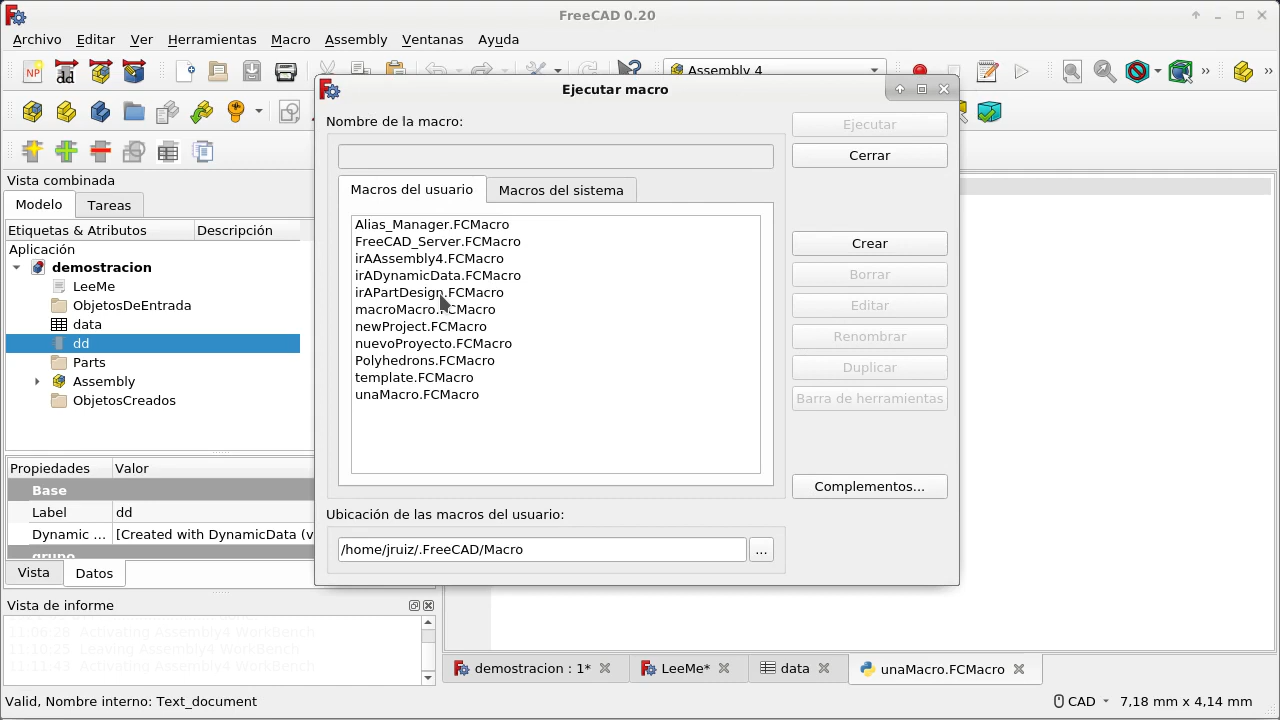 FreeCAD 0.20
Archivo Editar Ver Herramientas Macro Assembly Ventanas Ayuda
NP
dd
Assembly 4
Ejecutar macro
Nombre de la macro:
Ejecutar
Cerrar
Vista combinada
Macros del usuario Macros del sistema
Modelo Tareas
Etiquetas & Atributos Descripción
Aplicación
demostracion
LeeMe
ObjetosDeEntrada
data
dd
Parts
Assembly
ObjetosCreados
Alias_Manager.FCMacro
FreeCAD_Server.FCMacro
irAAssembly4.FCMacro
irADynamicData.FCMacro
irAPartDesign.FCMacro
macroMacro.FCMacro
newProject.FCMacro
nuevoProyecto.FCMacro
Polyhedrons.FCMacro
template.FCMacro
unaMacro.FCMacro
Crear
Borrar
Editar
Renombrar
Duplicar
Barra de herramientas
Complementos...
Propiedades Valor
Base
Label dd
Dynamic ... [Created with DynamicData (v
grupo
Vista Datos
Ubicación de las macros del usuario:
/home/jruiz/.FreeCAD/Macro ...
Vista de informe
11:06:26 Activating Assembly4 WorkBench
11:10:25 Leaving Assembly4 WorkBench
11:11:43 Activating Assembly4 WorkBench
demostracion : 1* LeeMe* data unaMacro.FCMacro
Valid, Nombre interno: Text_document CAD 7,18 mm x 4,14 mm